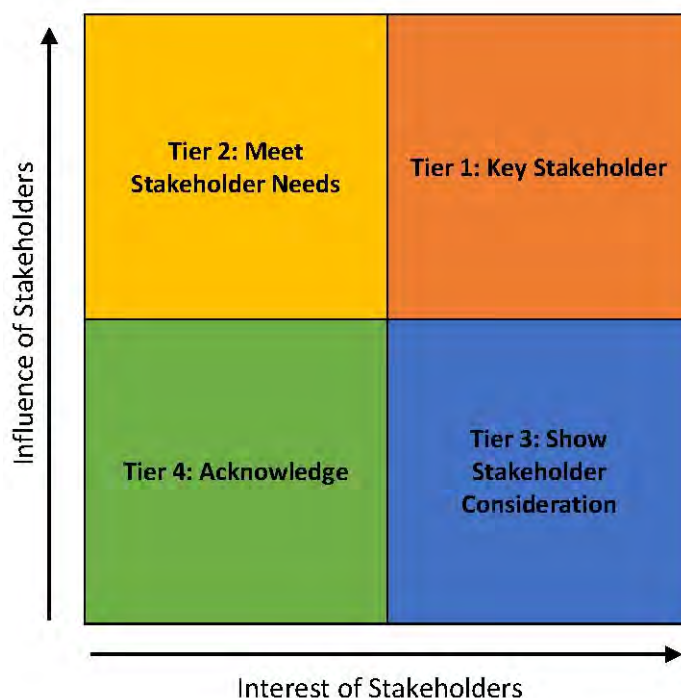 Influence of Stakeholders
Tier 2: Meet
Stakeholder Needs
Tier 1: Key Stakeholder
Tier 4: Acknowledge
Tier 3: Show
Stakeholder
Consideration
Interest of Stakeholders